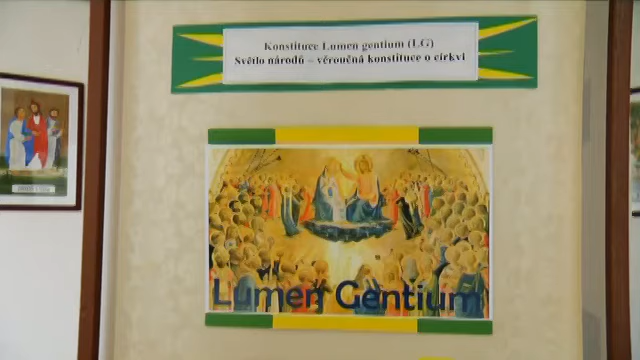 Konstituce Lumen gentium (LG)
Světlo národů – věroučná konstituce o církvi
Lumen Gentium